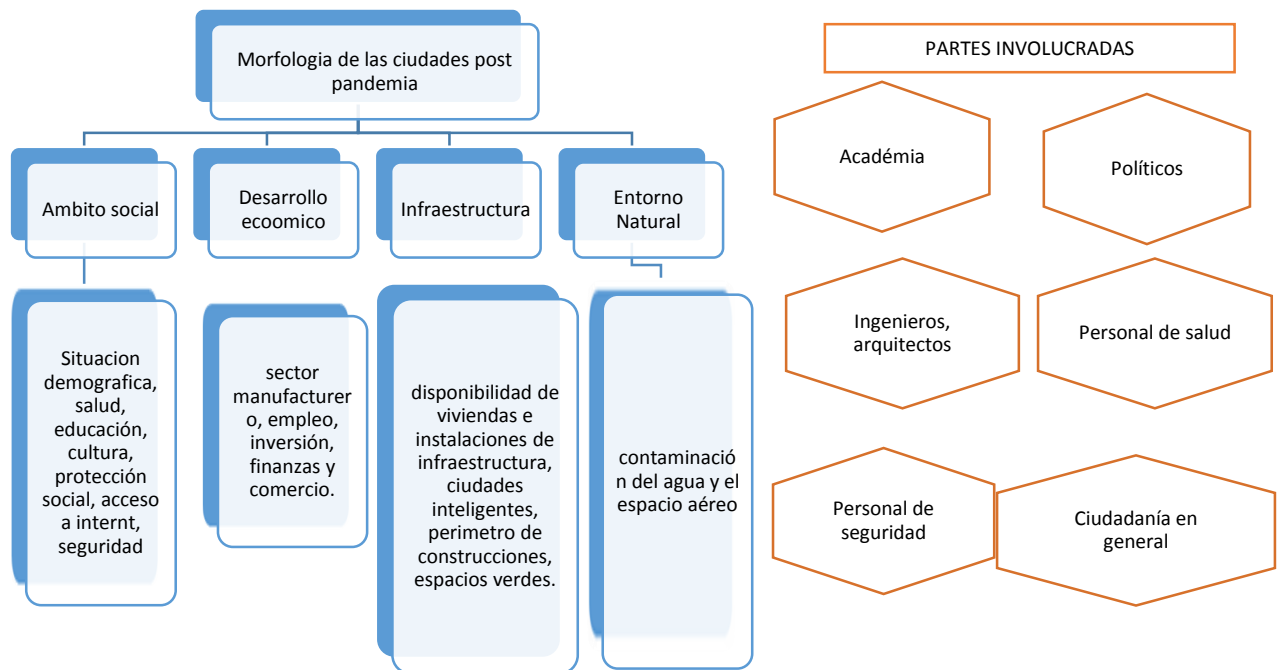 Morfologia de las ciudades post
pandemia
Ambito social
Desarrollo
ecoomico
Infraestructura
Entorno
Natural
Situacion
demografica,
salud,
educación,
cultura,
protección
social, acceso
a internt,
seguridad
sector
manufacturer
o, empleo,
inversión,
finanzas y
comercio.
disponibilidad de
viviendas e
instalaciones de
infraestructura,
ciudades
inteligentes,
perimetro de
construcciones,
espacios verdes.
contaminació
n del agua y el
espacio aéreo
PARTES INVOLUCRADAS
Académia
Políticos
Ingenieros,
arquitectos
Personal de salud
Personal de
seguridad
Ciudadanía en
general